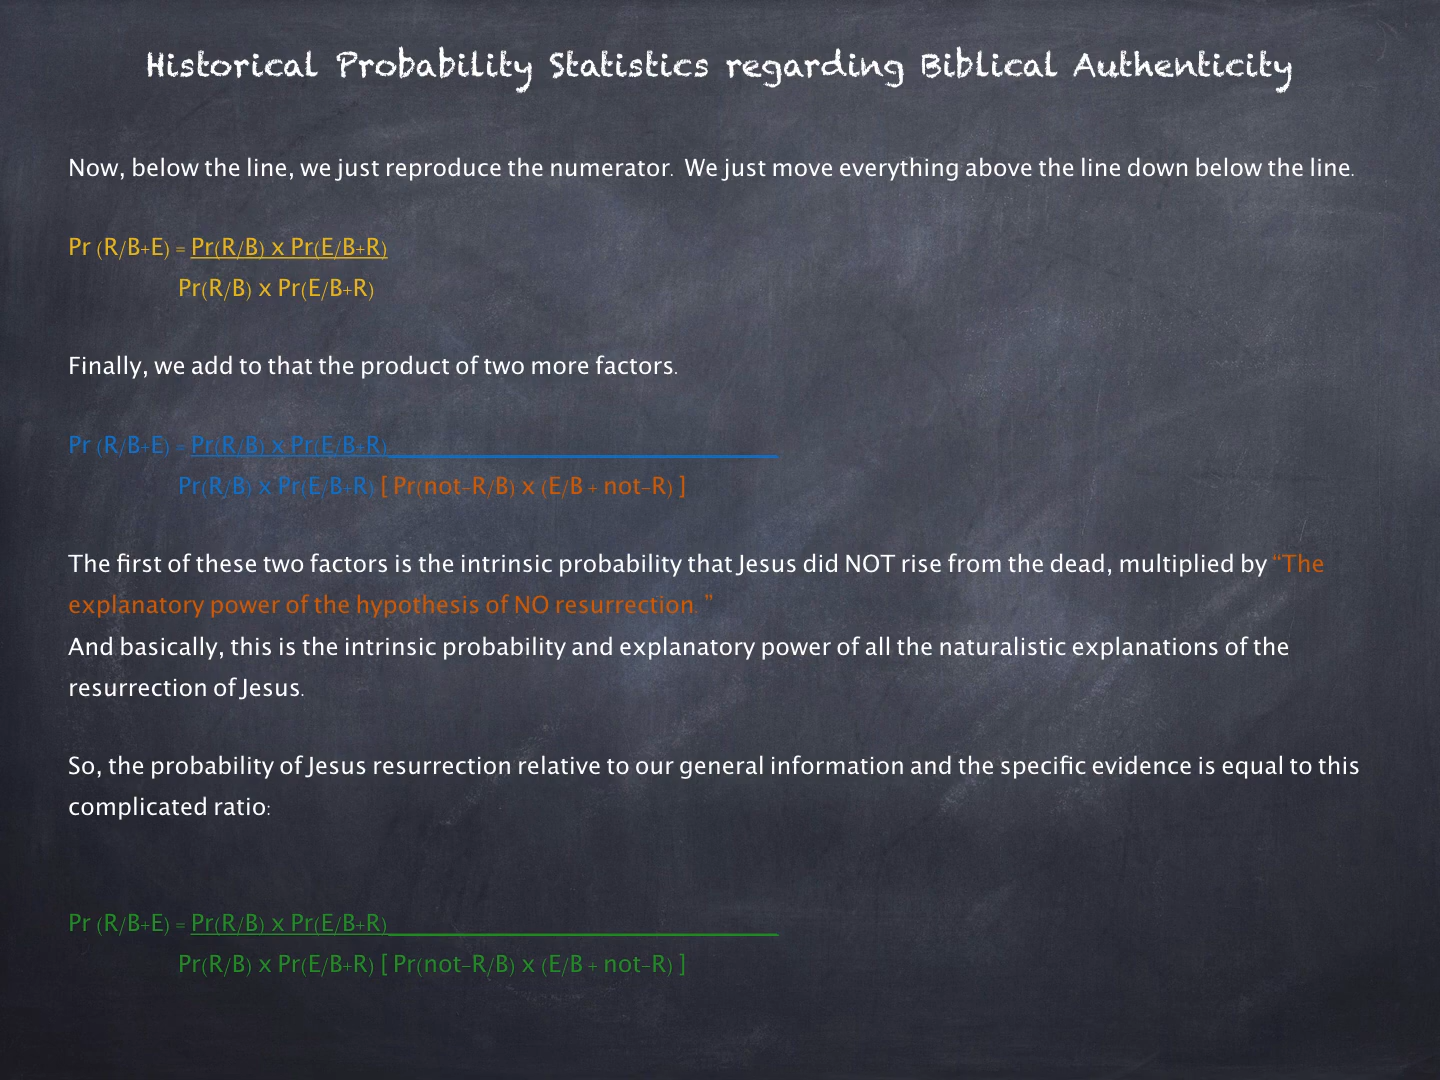 Historical Probability Statistics regarding Biblical Authenticity
Now, below the line, we just reproduce the numerator. We just move everything above the line down below the line.
Pr (R/B+E) = Pr(R/B) x Pr(E/B+R)
Pr(R/B) x Pr(E/B+R)
Finally, we add to that the product of two more factors.
Pr (R/B+E) = Pr(R/B) x Pr(E/B+R)
Pr(R/B) x Pr(E/B+R) [ Pr(not-R/B) x (E/B + not-R) ]
The first of these two factors is the intrinsic probability that Jesus did NOT rise from the dead, multiplied by “The
explanatory power of the hypothesis of NO resurrection. ”
And basically, this is the intrinsic probability and explanatory power of all the naturalistic explanations of the
resurrection of Jesus.
So, the probability of Jesus resurrection relative to our general information and the specific evidence is equal to this
complicated ratio:
Pr (R/B+E) = Pr(R/B) x Pr(E/B+R)
Pr(R/B) x Pr(E/B+R) [ Pr(not-R/B) x (E/B + not-R) ]